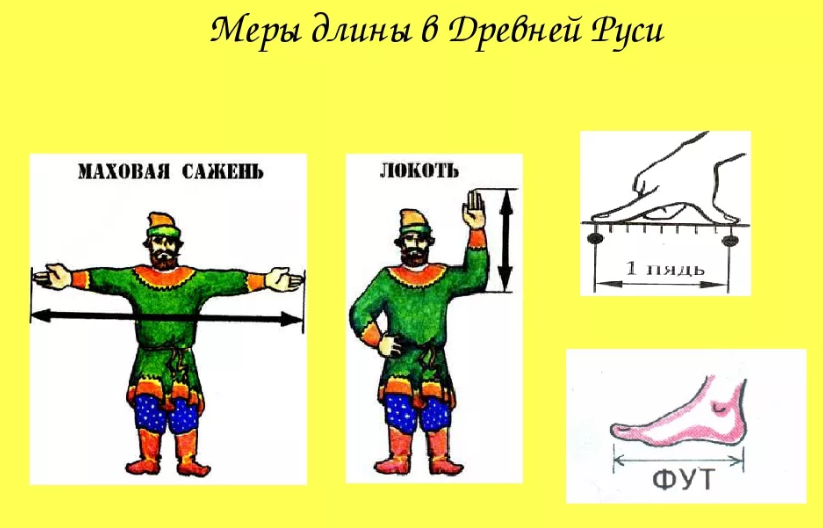 Меры длины в Древней Руси
МАХОВАЯ САЖЕНЬ
ЛОКОТЬ
1 пядь
ФУТ